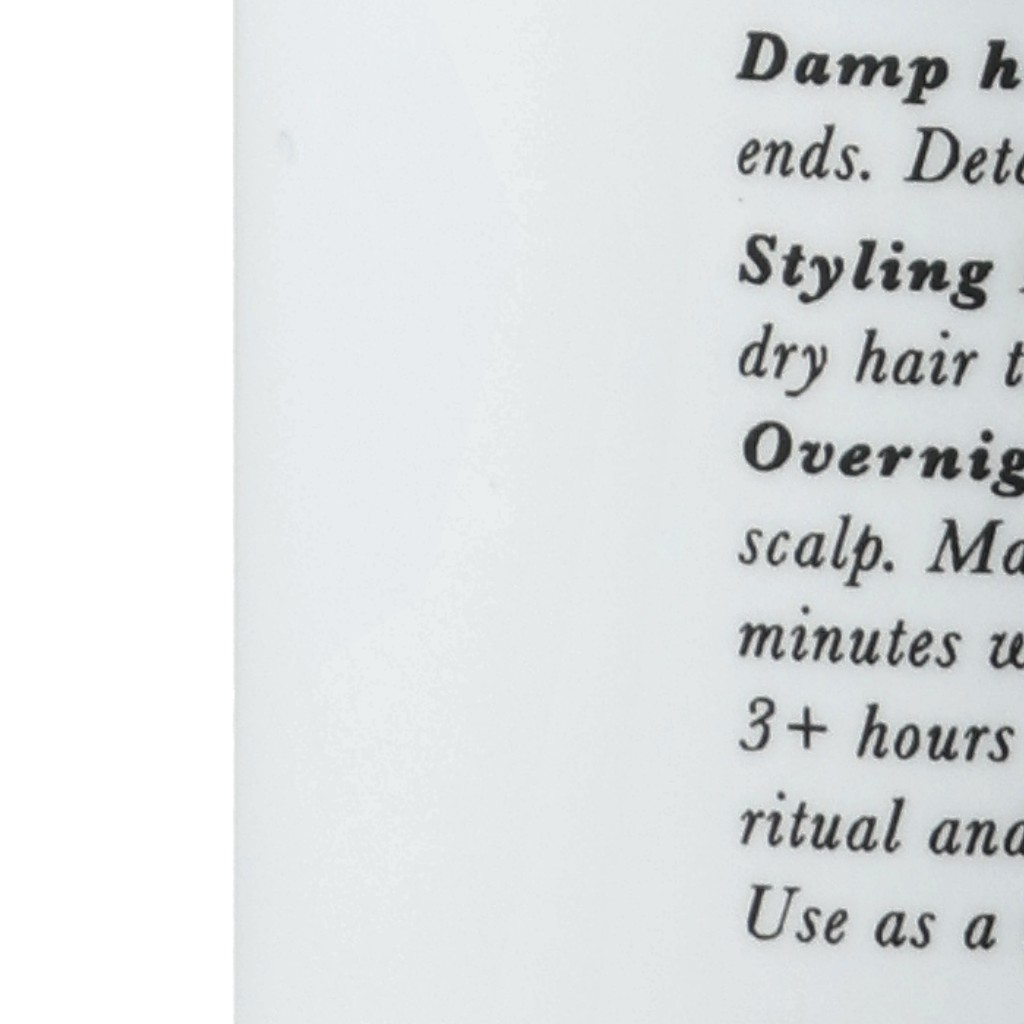 Damp h
ends. Det
Styling
dry hair t
Overnig
scalp. Ma
minutes w
3+ hours
ritual and
Use as a